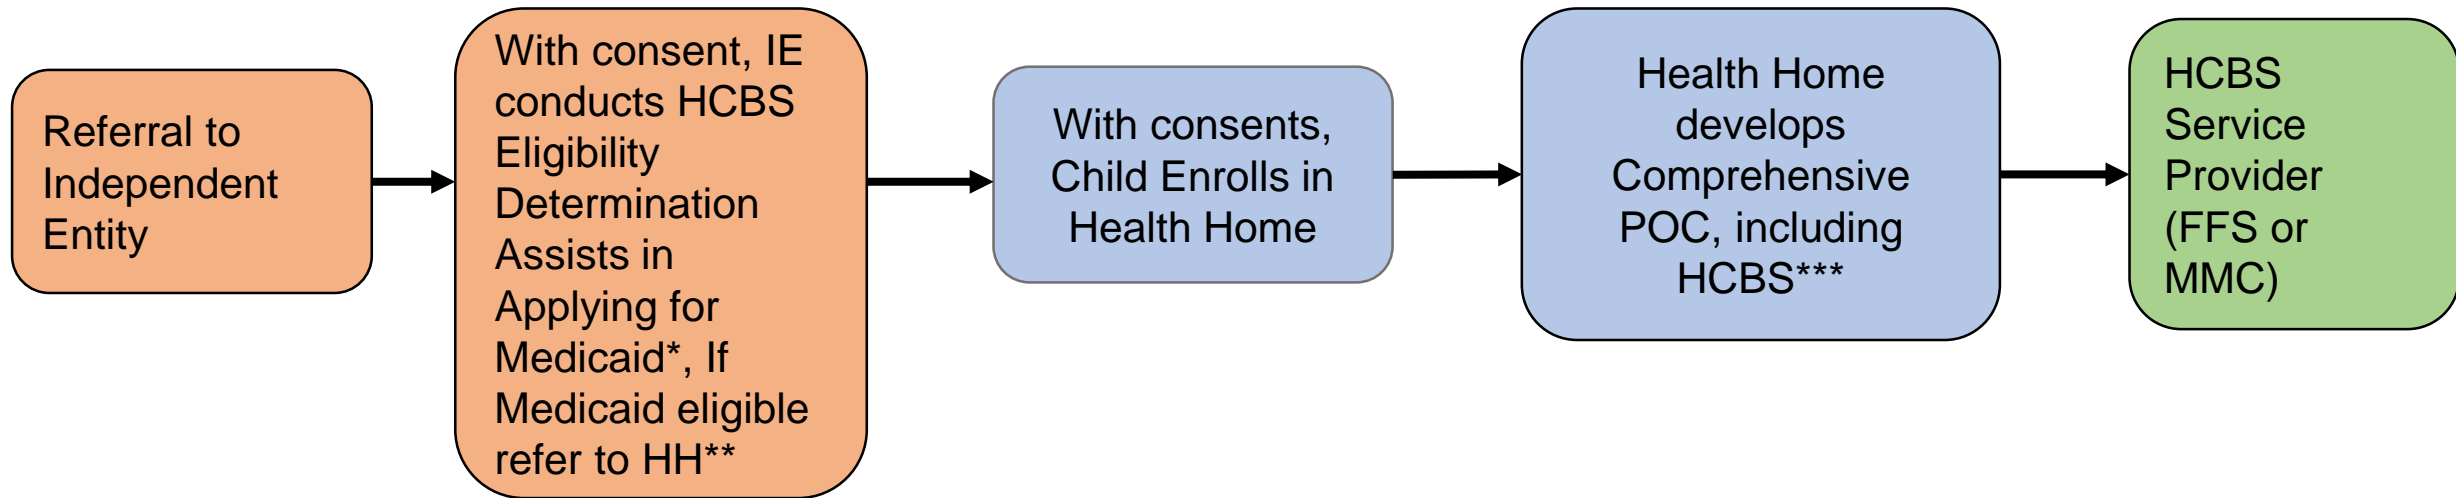 Referral to
Independent
Entity
With consent, IE
conducts HCBS
Eligibility
Determination
Assists in
Applying for
Medicaid*, If
Medicaid eligible
refer to HH**
With consents,
Child Enrolls in
Health Home
Health Home
develops
Comprehensive
POC, including
HCBS***
HCBS
Service
Provider
(FFS or
MMC)